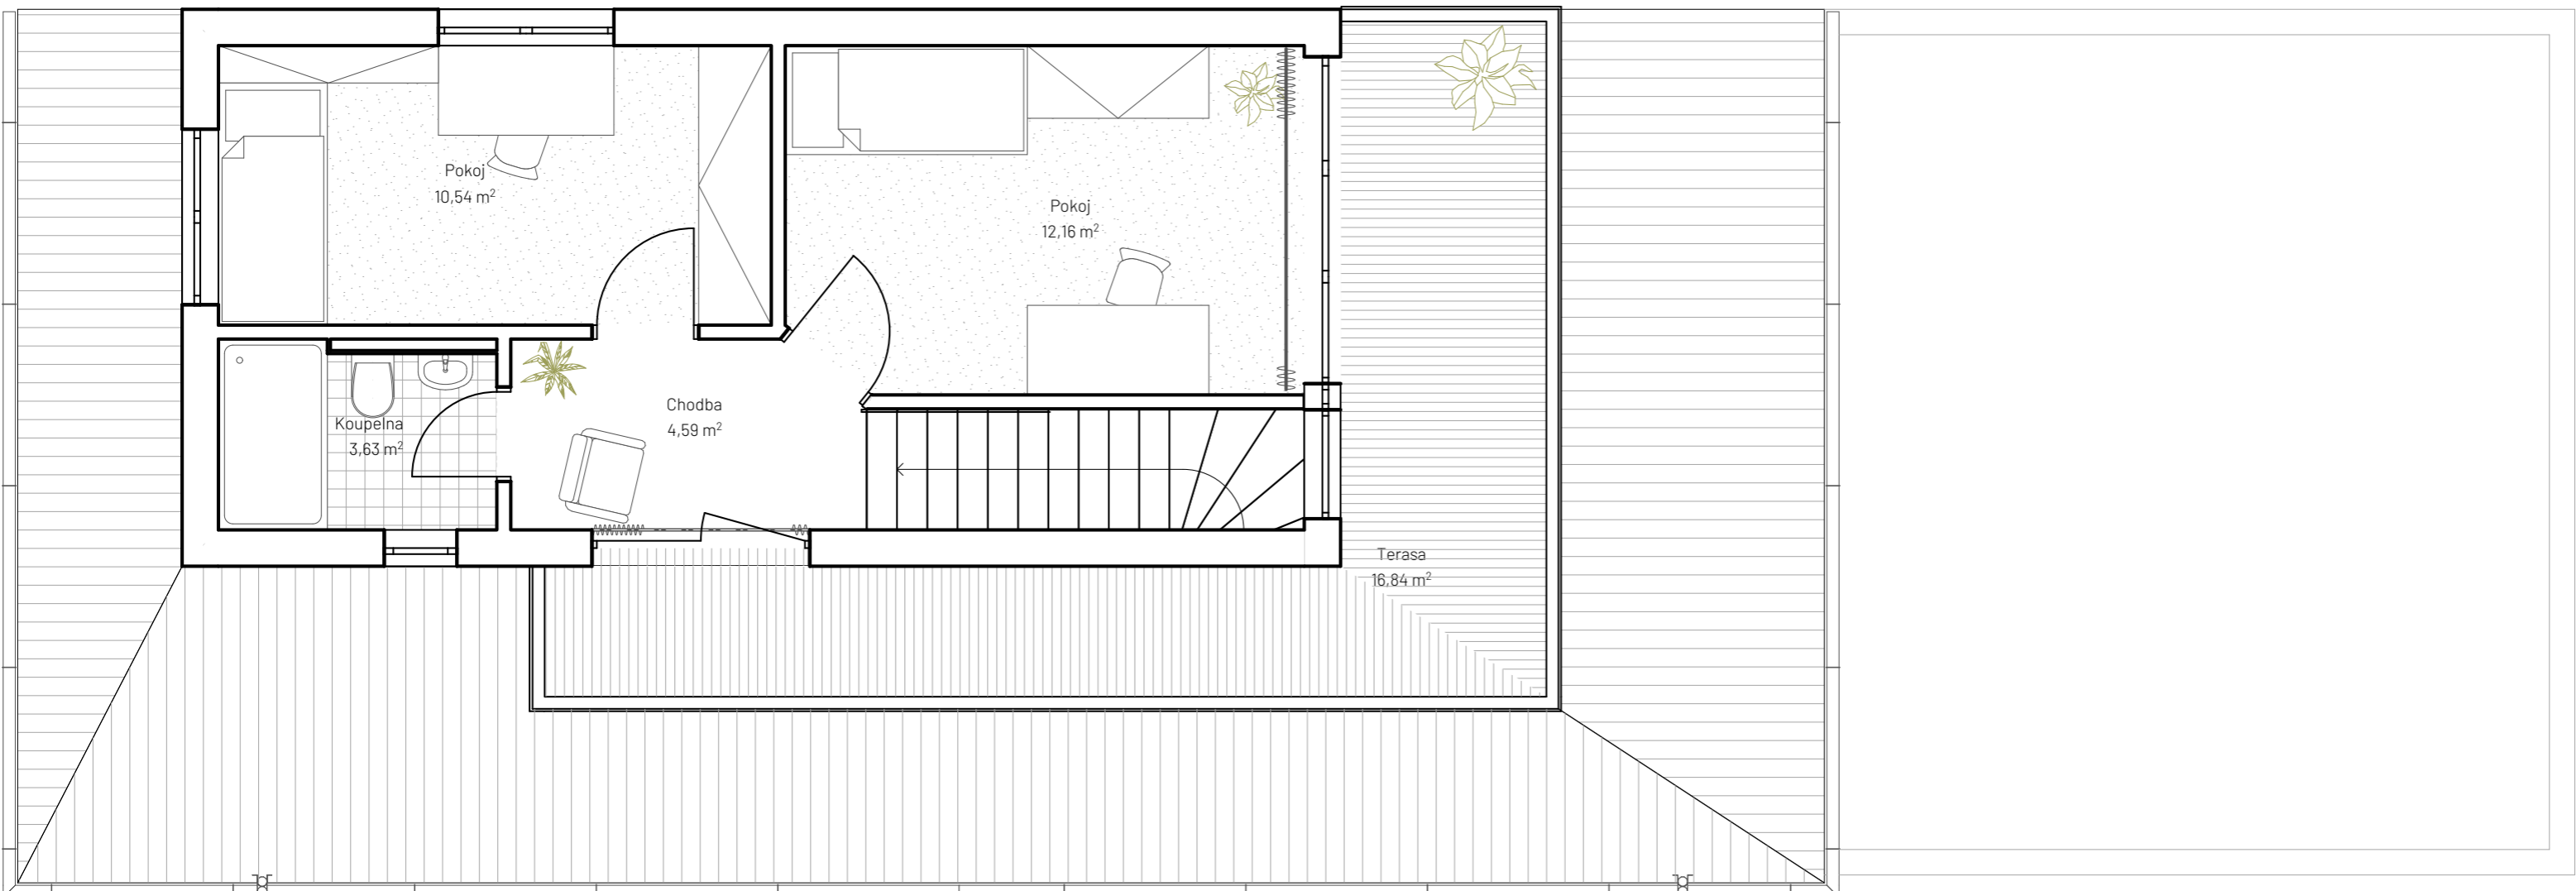 Pokoj
10,54 m²
Pokoj
12,16 m²
Chodba
4,59 m²
Koupelna
3,63 m²
Terasa
16,84 m²